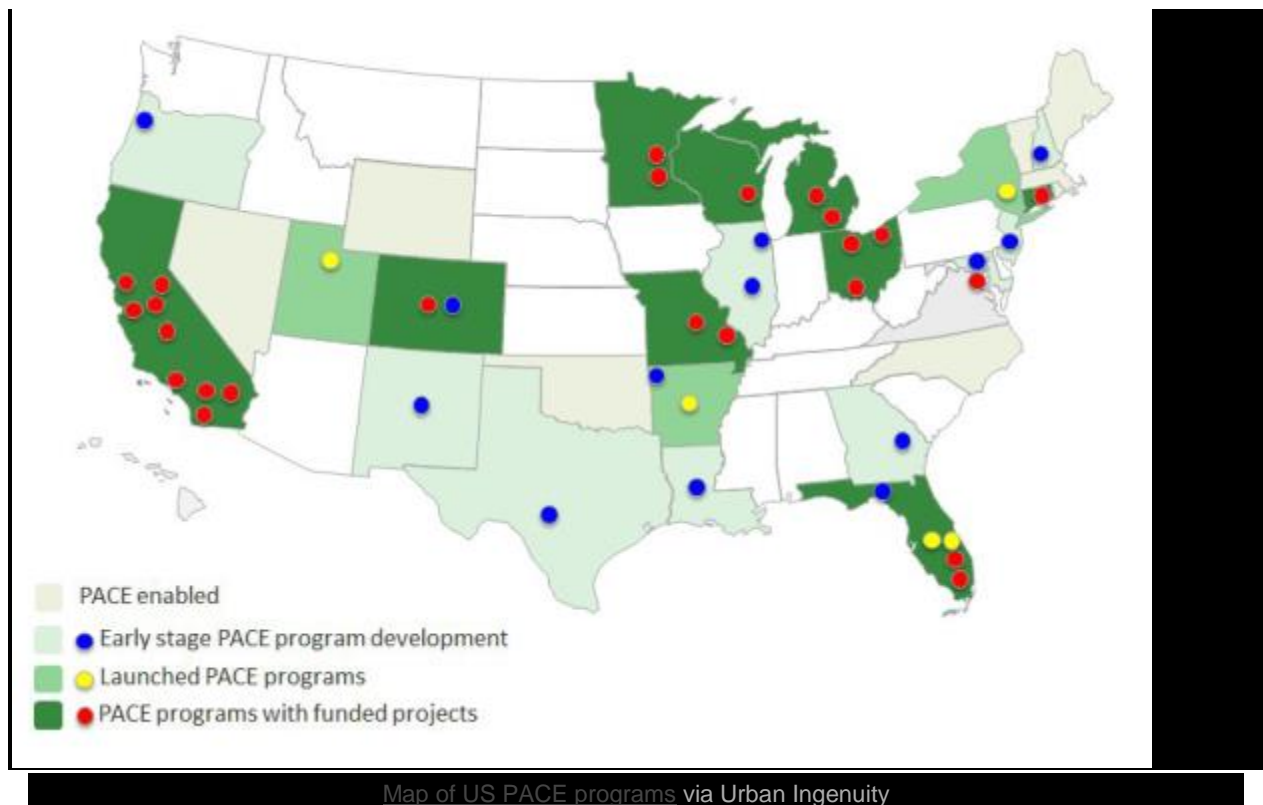 PACE enabled
Early stage PACE program development
Launched PACE programs
PACE programs with funded projects
Map of US PACE programs via Urban Ingenuity